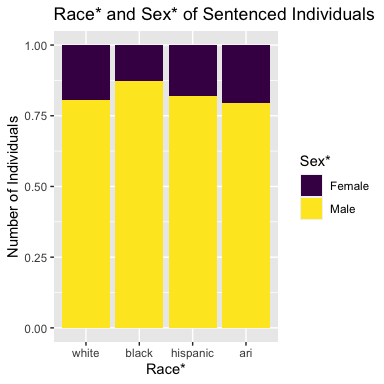 Race* and Sex* of Sentenced Individuals
Number of Individuals
1.00
0.75
0.50
0.25
0.00
white black hispanic ari
Race*
Sex*
Female
Male